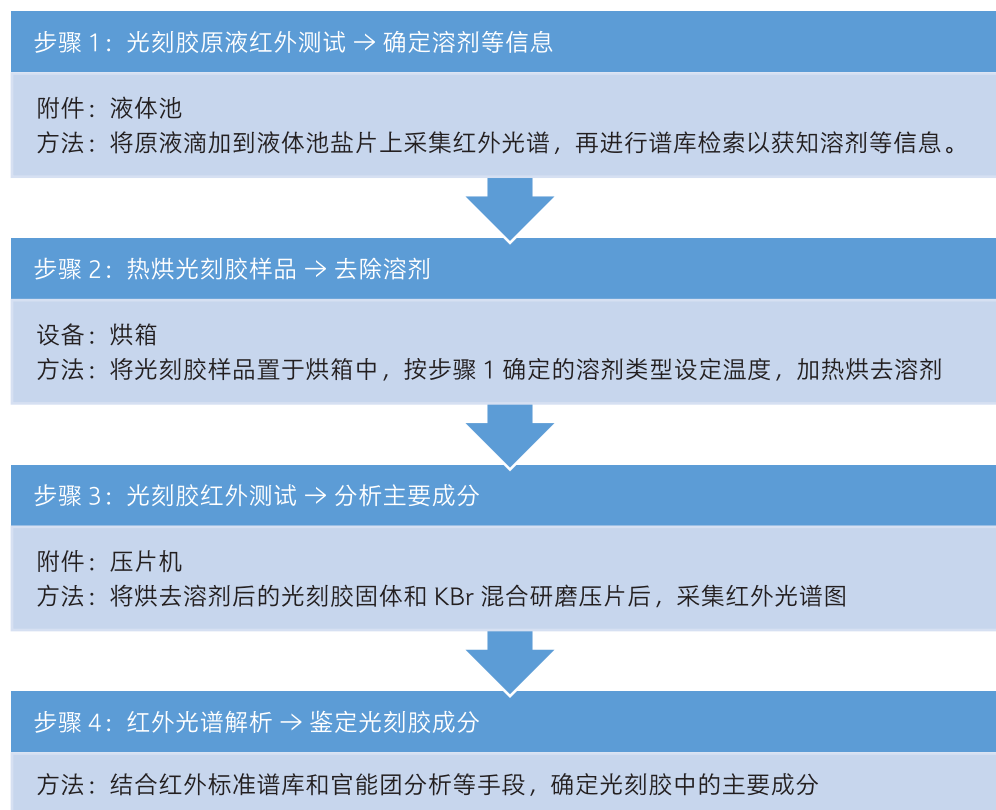 步骤 1：光刻胶原液红外测试 → 确定溶剂等信息
附件：液体池
方法：将原液滴加到液体池盐片上采集红外光谱，再进行谱库检索以获知溶剂等信息。
步骤 2：热烘光刻胶样品 → 去除溶剂
设备：烘箱
方法：将光刻胶样品置于烘箱中，按步骤 1 确定的溶剂类型设定温度，加热烘去溶剂
步骤 3：光刻胶红外测试 → 分析主要成分
附件：压片机
方法：将烘去溶剂后的光刻胶固体和 KBr 混合研磨压片后，采集红外光谱图
步骤 4：红外光谱解析 → 鉴定光刻胶成分
方法：结合红外标准谱库和官能团分析等手段，确定光刻胶中的主要成分